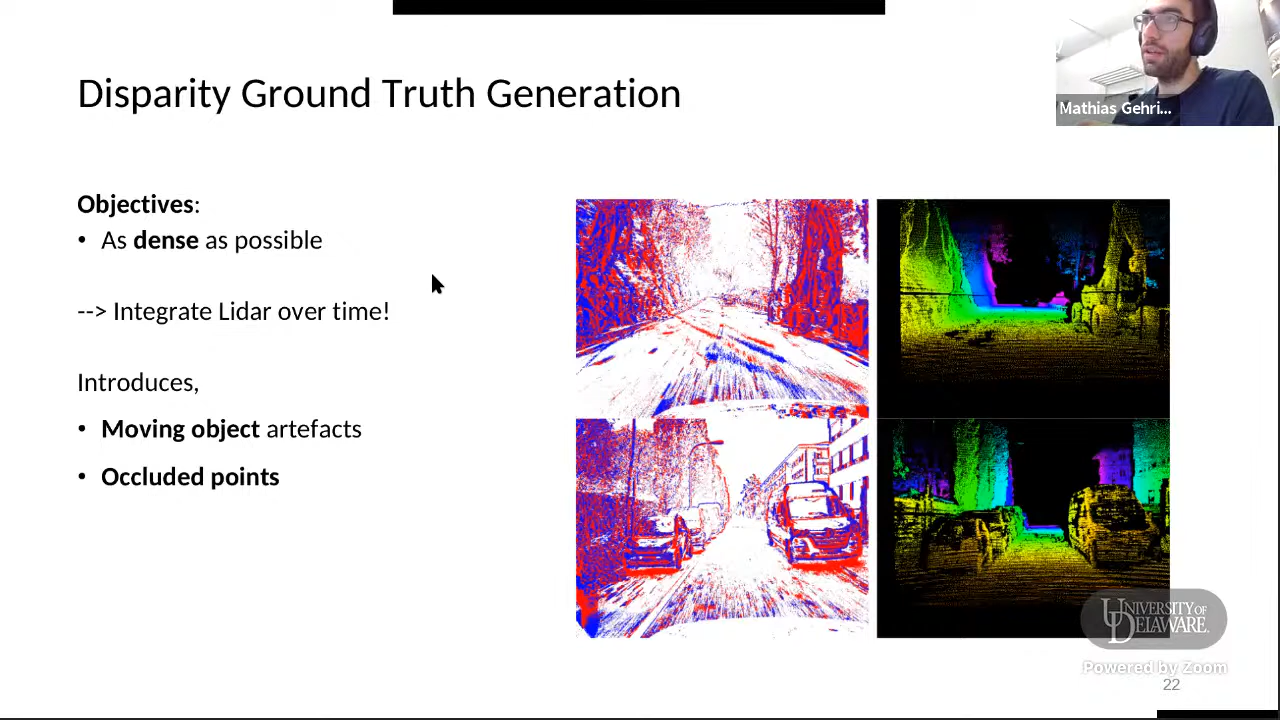 Disparity Ground Truth Generation
Mathias Gehri...
Objectives:
• As dense as possible
--> Integrate Lidar over time!
Introduces,
• Moving object artefacts
• Occluded points
UNIVERSITY OF
DELAWARE.
Powered by Zoom
22